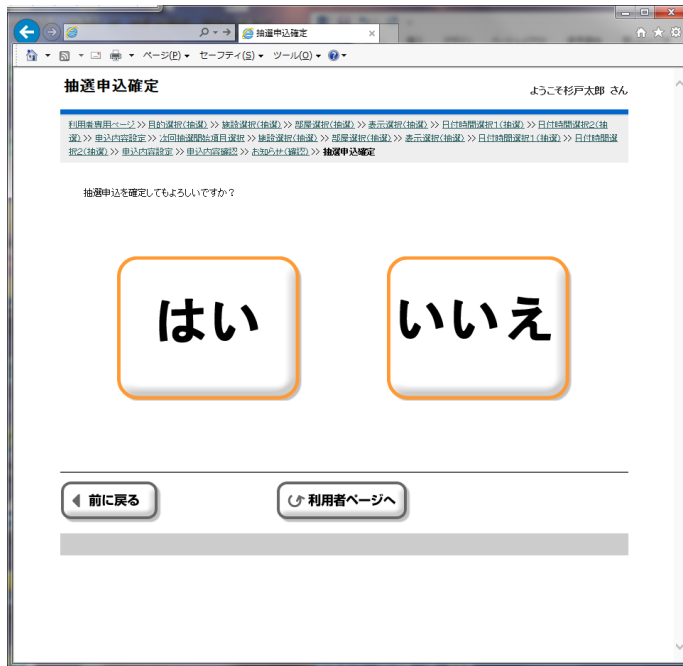 抽選申込確定
ページ(P) セーフティ(S) ツール(O)
抽選申込確定
ようこそ杉戸太郎 さん
利用者専用ページ >> 目的選択(抽選) >> 施設選択(抽選) >> 部屋選択(抽選) >> 表示選択(抽選) >> 日付時間選択1(抽選) >> 日付時間選択2(抽
選) >> 申込内容設定 >> 次回抽選開始項目選択 >> 施設選択(抽選) >> 部屋選択(抽選) >> 表示選択(抽選) >> 日付時間選択1(抽選) >> 日付時間選
択2(抽選) >> 申込内容設定 >> 申込内容確認 >> お知らせ(確認) >> 抽選申込確定
抽選申込を確定してもよろしいですか？
はい いいえ
前に戻る 利用者ページへ